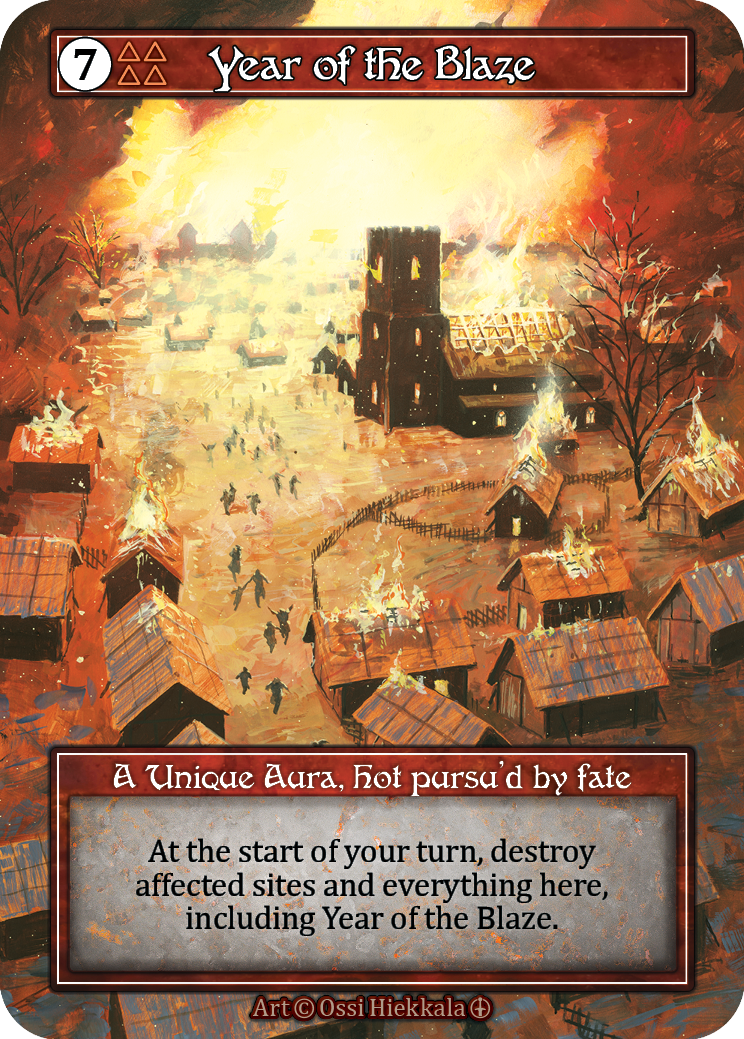 7 Year of the Blaze
A Unique Aura, hot pursu'd by fate
At the start of your turn, destroy
affected sites and everything here,
including Year of the Blaze.
Art © Ossi Hiekkala